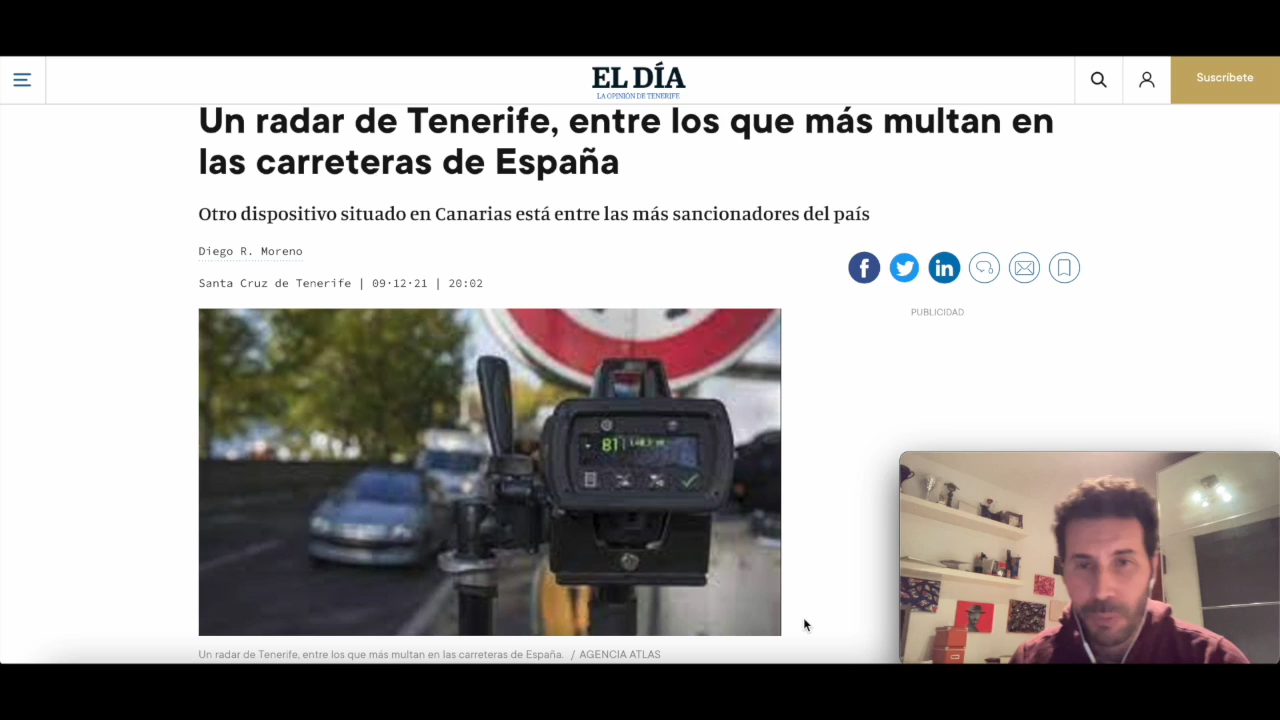 EL DÍA
LA OPINIÓN DE TENERIFE
Suscríbete
Un radar de Tenerife, entre los que más multan en
las carreteras de España
Otro dispositivo situado en Canarias está entre las más sancionadores del país
Diego R. Moreno
Santa Cruz de Tenerife | 09·12·21 | 20:02
PUBLICIDAD
81
Un radar de Tenerife, entre los que más multan en las carreteras de España. / AGENCIA ATLAS